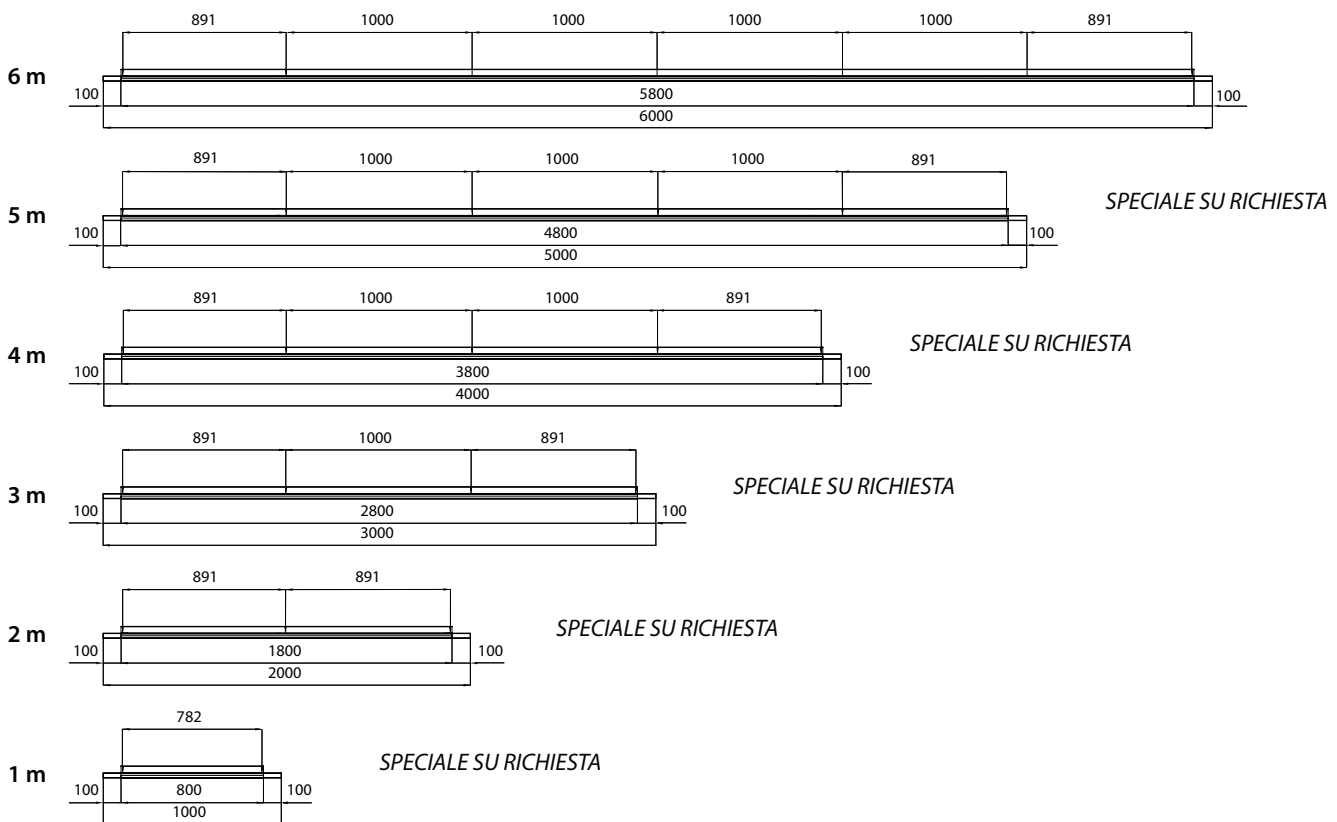 891 1000 1000 1000 1000 891
6 m
100 5800 100
6000
891 1000 1000 1000 891
SPECIALE SU RICHIESTA
5 m
100 4800 100
5000
891 1000 1000 891
SPECIALE SU RICHIESTA
4 m
100 3800 100
4000
891 1000 891
SPECIALE SU RICHIESTA
3 m
100 2800 100
3000
891 891
SPECIALE SU RICHIESTA
2 m
100 1800 100
2000
782
SPECIALE SU RICHIESTA
1 m
100 800 100
1000